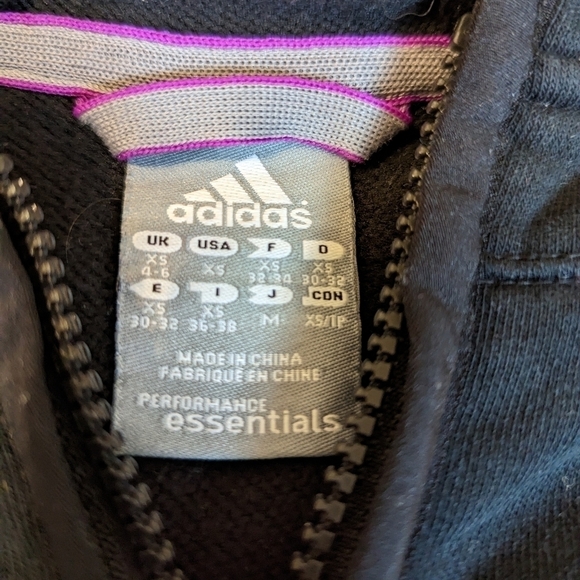 adidas
UK USA F D
XS XS XS XS
4-6 32-34 30-32
E I J CDN
XS XS M XS/TP
30-32 36-38
MADE IN CHINA
FABRIQUÉ EN CHINE
PERFORMANCE
essentials